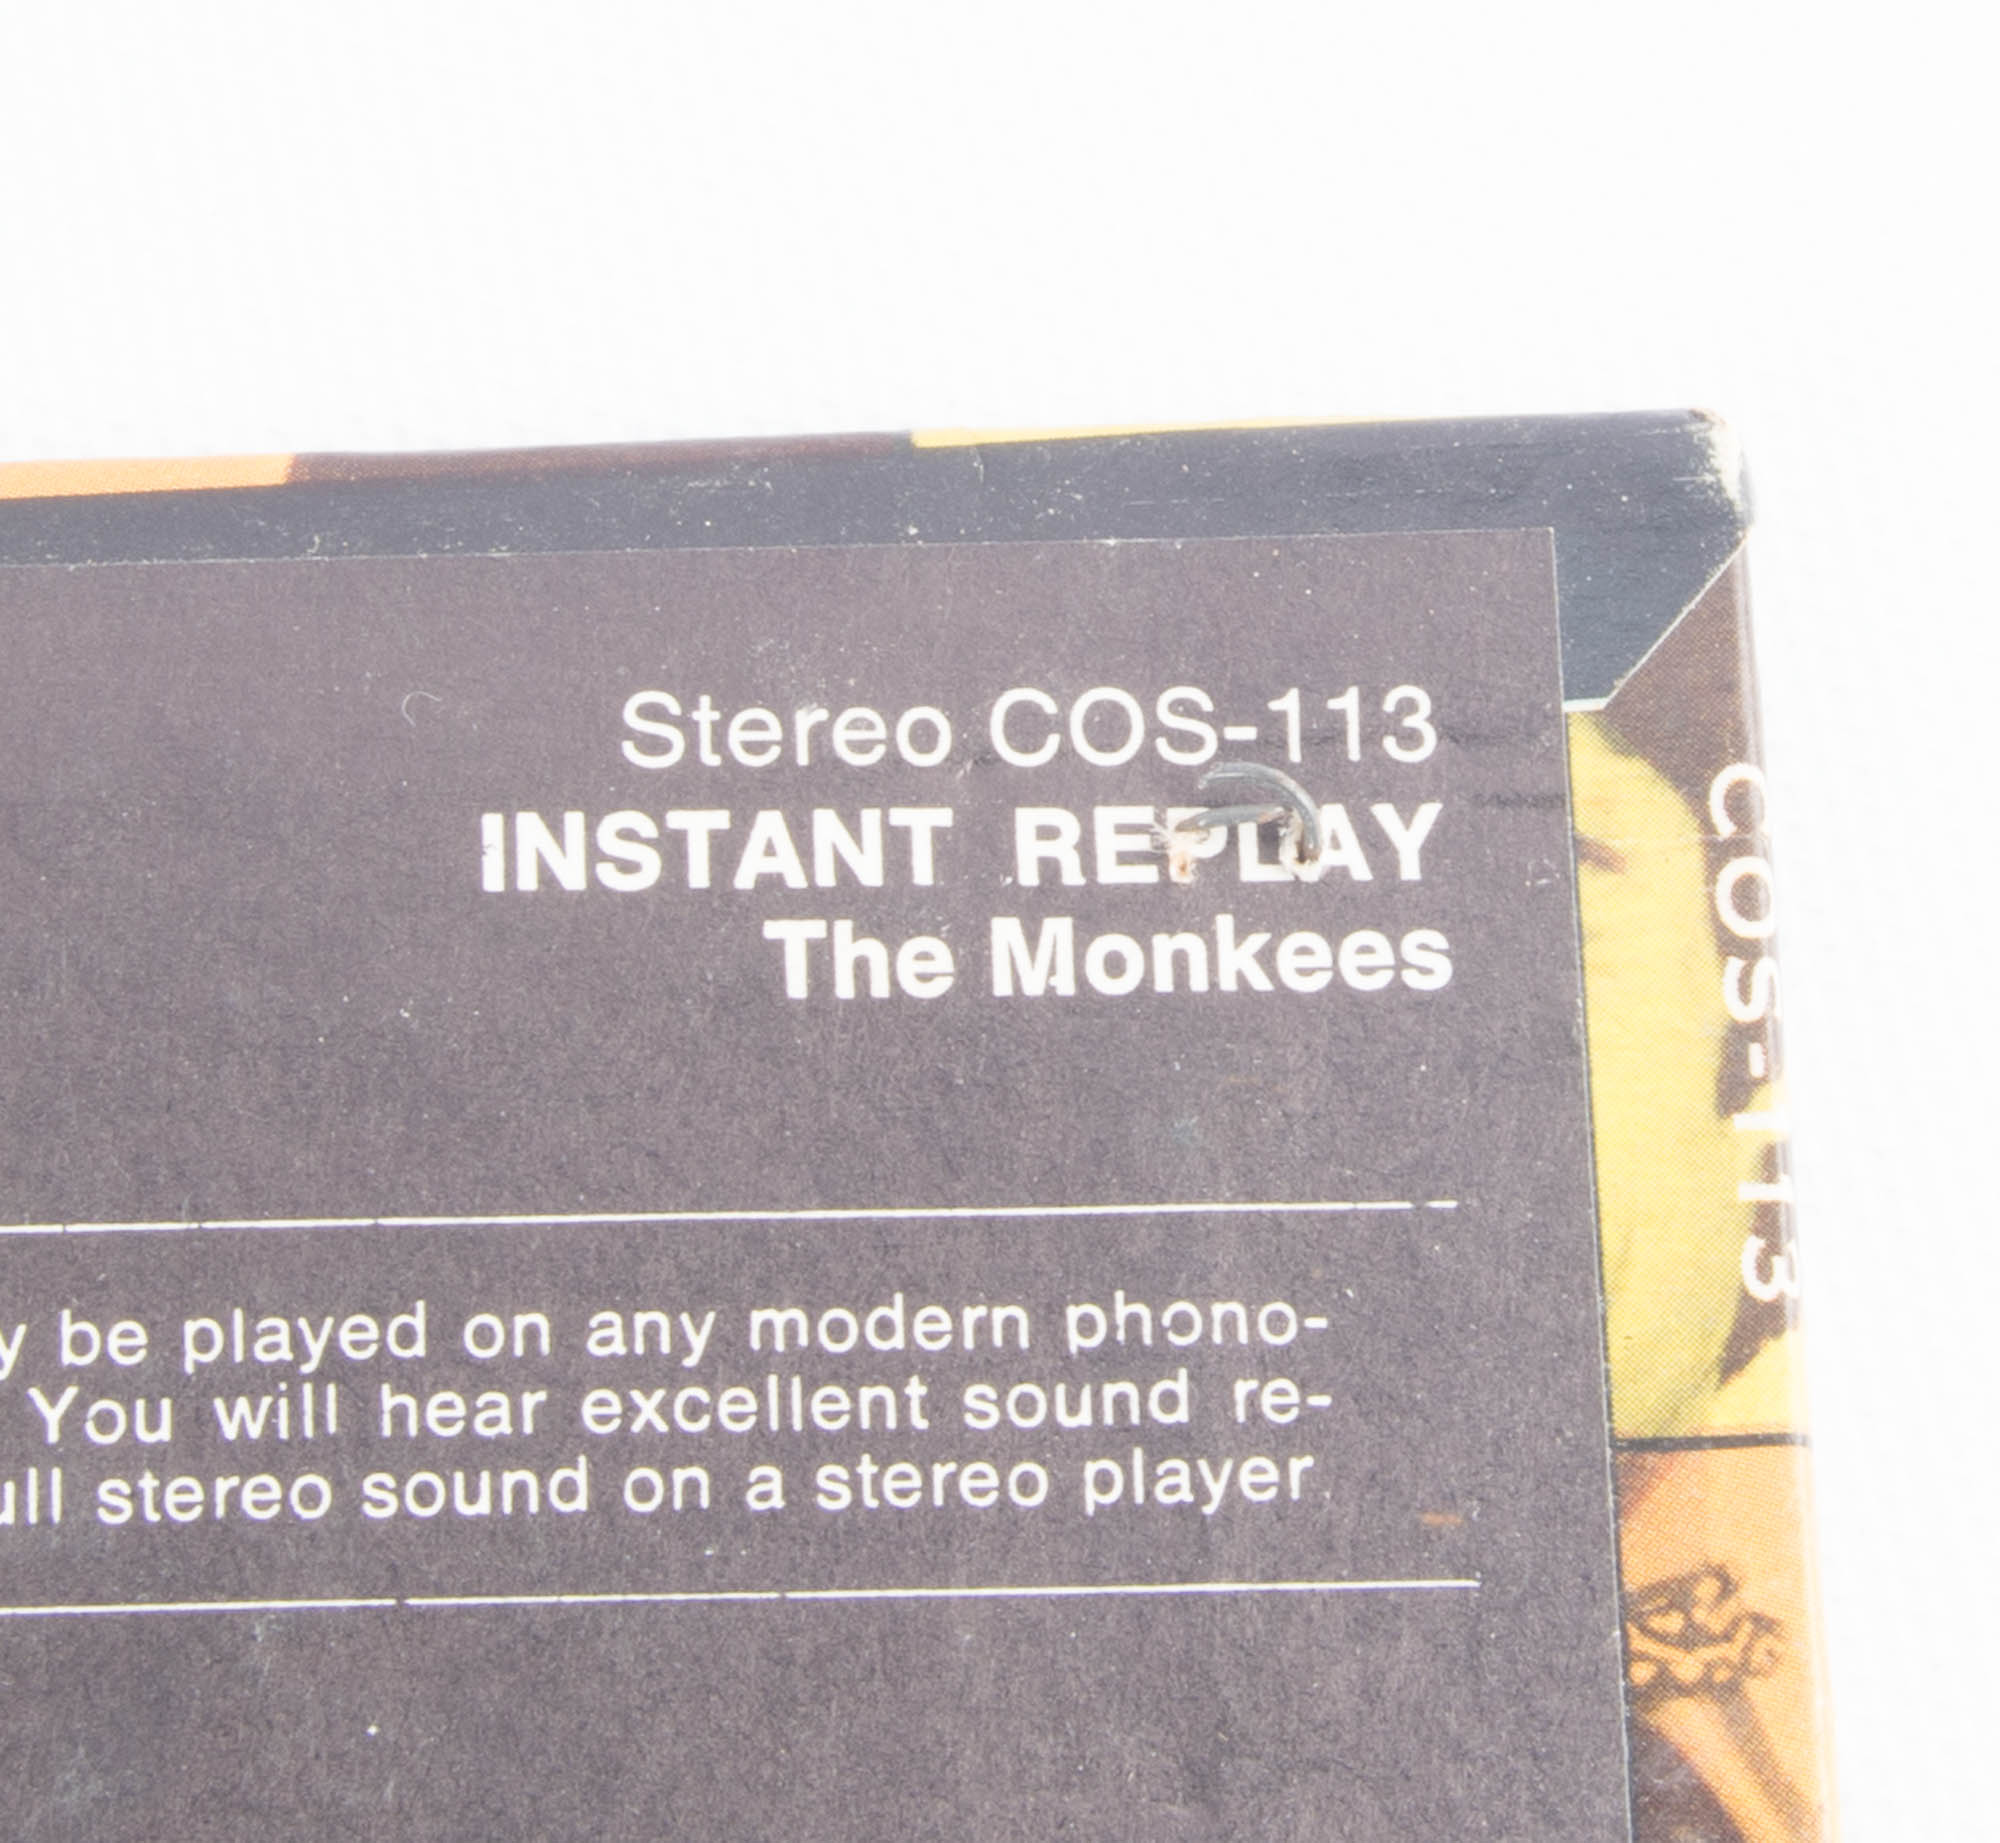 Stereo COS-113
INSTANT REPLAY
The Monkees
y be played on any modern phono-
You will hear excellent sound re-
ull stereo sound on a stereo player
COS-113